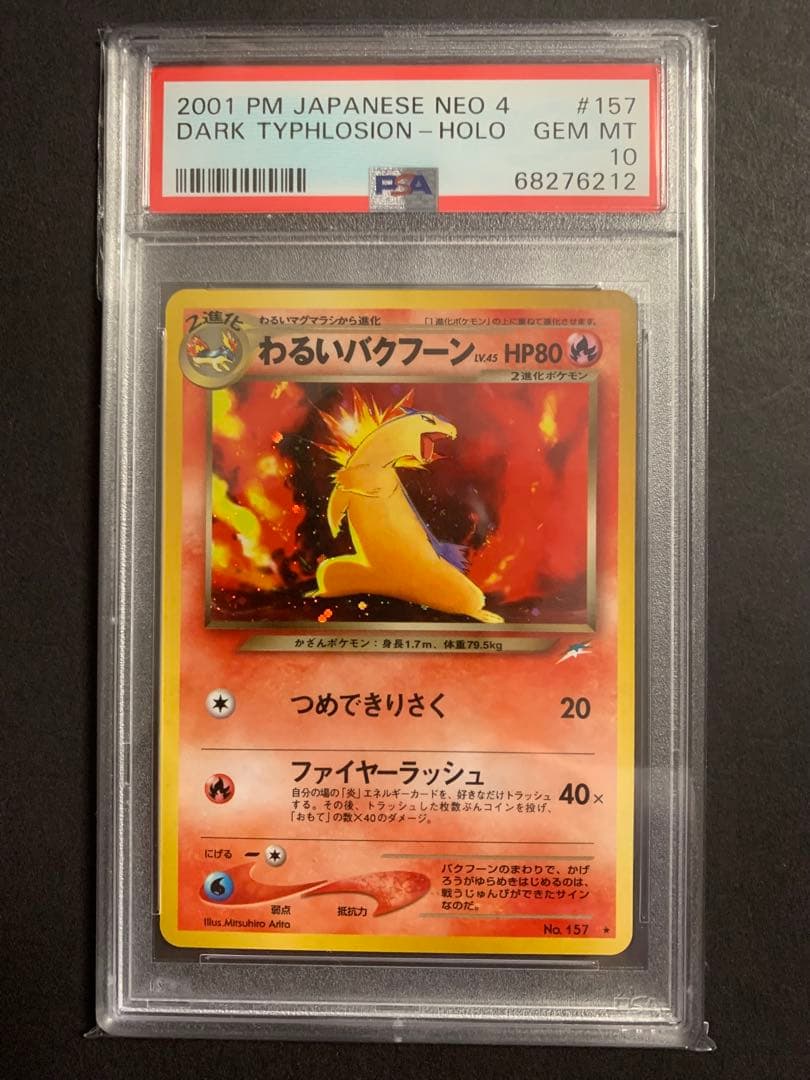 2001 PM JAPANESE NEO 4 #157
DARK TYPHLOSION-HOLO GEM MT
10
PSA 68276212
2進化
わるいマグマラシから進化 「1進化ポケモン」の上に重ねて進化させます。
わるいバクフーン LV.45 HP80
2進化ポケモン
かざんポケモン:身長1.7m、体重79.5kg
つめできりさく 20
ファイヤーラッシュ
自分の場の「炎」エネルギーカードを、好きなだけトラッシュ
する。その後、トラッシュした枚数ぶんコインを投げ、
「おもて」の数×40のダメージ。
40×
にげる
弱点 抵抗力
バクフーンのまわりで、かげ
ろうがゆらめきはじめるのは、
戦うじゅんびができたサイン
なのだ。
Illus.Mitsuhiro Arita
No. 157 ★
PSA